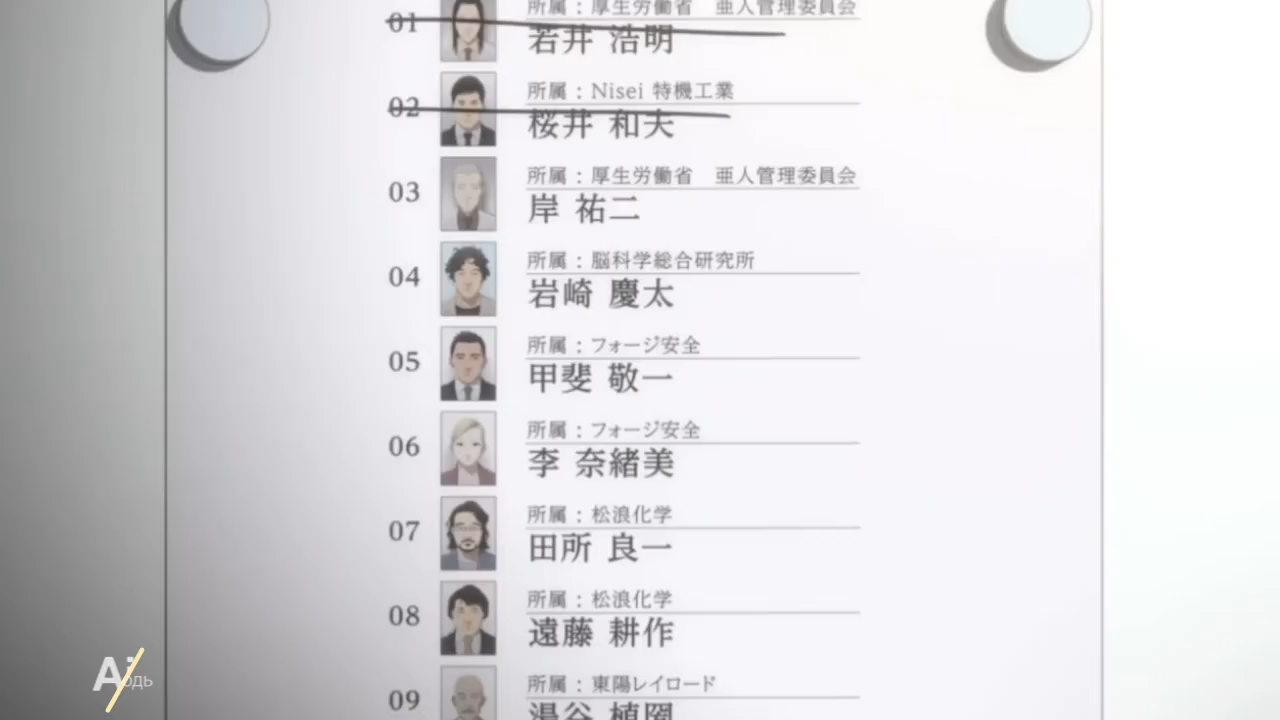 01
所属：厚生労働省　亜人管理委員会
若井 浩明
02
所属：Nisei 特機工業
桜井 和夫
03
所属：厚生労働省　亜人管理委員会
岸 祐二
04
所属：脳科学総合研究所
岩崎 慶太
05
所属：フォージ安全
甲斐 敬一
06
所属：フォージ安全
李 奈緒美
07
所属：松浪化学
田所 良一
08
所属：松浪化学
遠藤 耕作
09
所属：東陽レイロード
湯谷